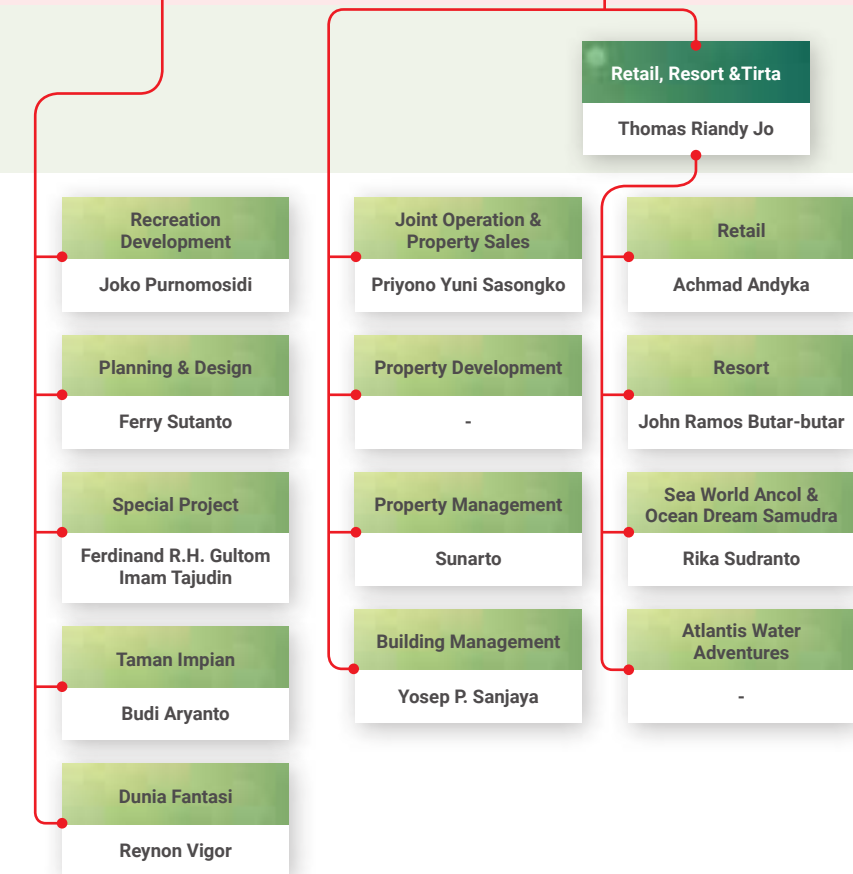 Retail, Resort &Tirta
Thomas Riandy Jo
Recreation
Development
Joko Purnomosidi
Planning & Design
Ferry Sutanto
Special Project
Ferdinand R.H. Gultom
Imam Tajudin
Taman Impian
Budi Aryanto
Dunia Fantasi
Reynon Vigor
Joint Operation &
Property Sales
Priyono Yuni Sasongko
Property Development
-
Property Management
Sunarto
Building Management
Yosep P. Sanjaya
Retail
Achmad Andyka
Resort
John Ramos Butar-butar
Sea World Ancol &
Ocean Dream Samudra
Rika Sudranto
Atlantis Water
Adventures
-